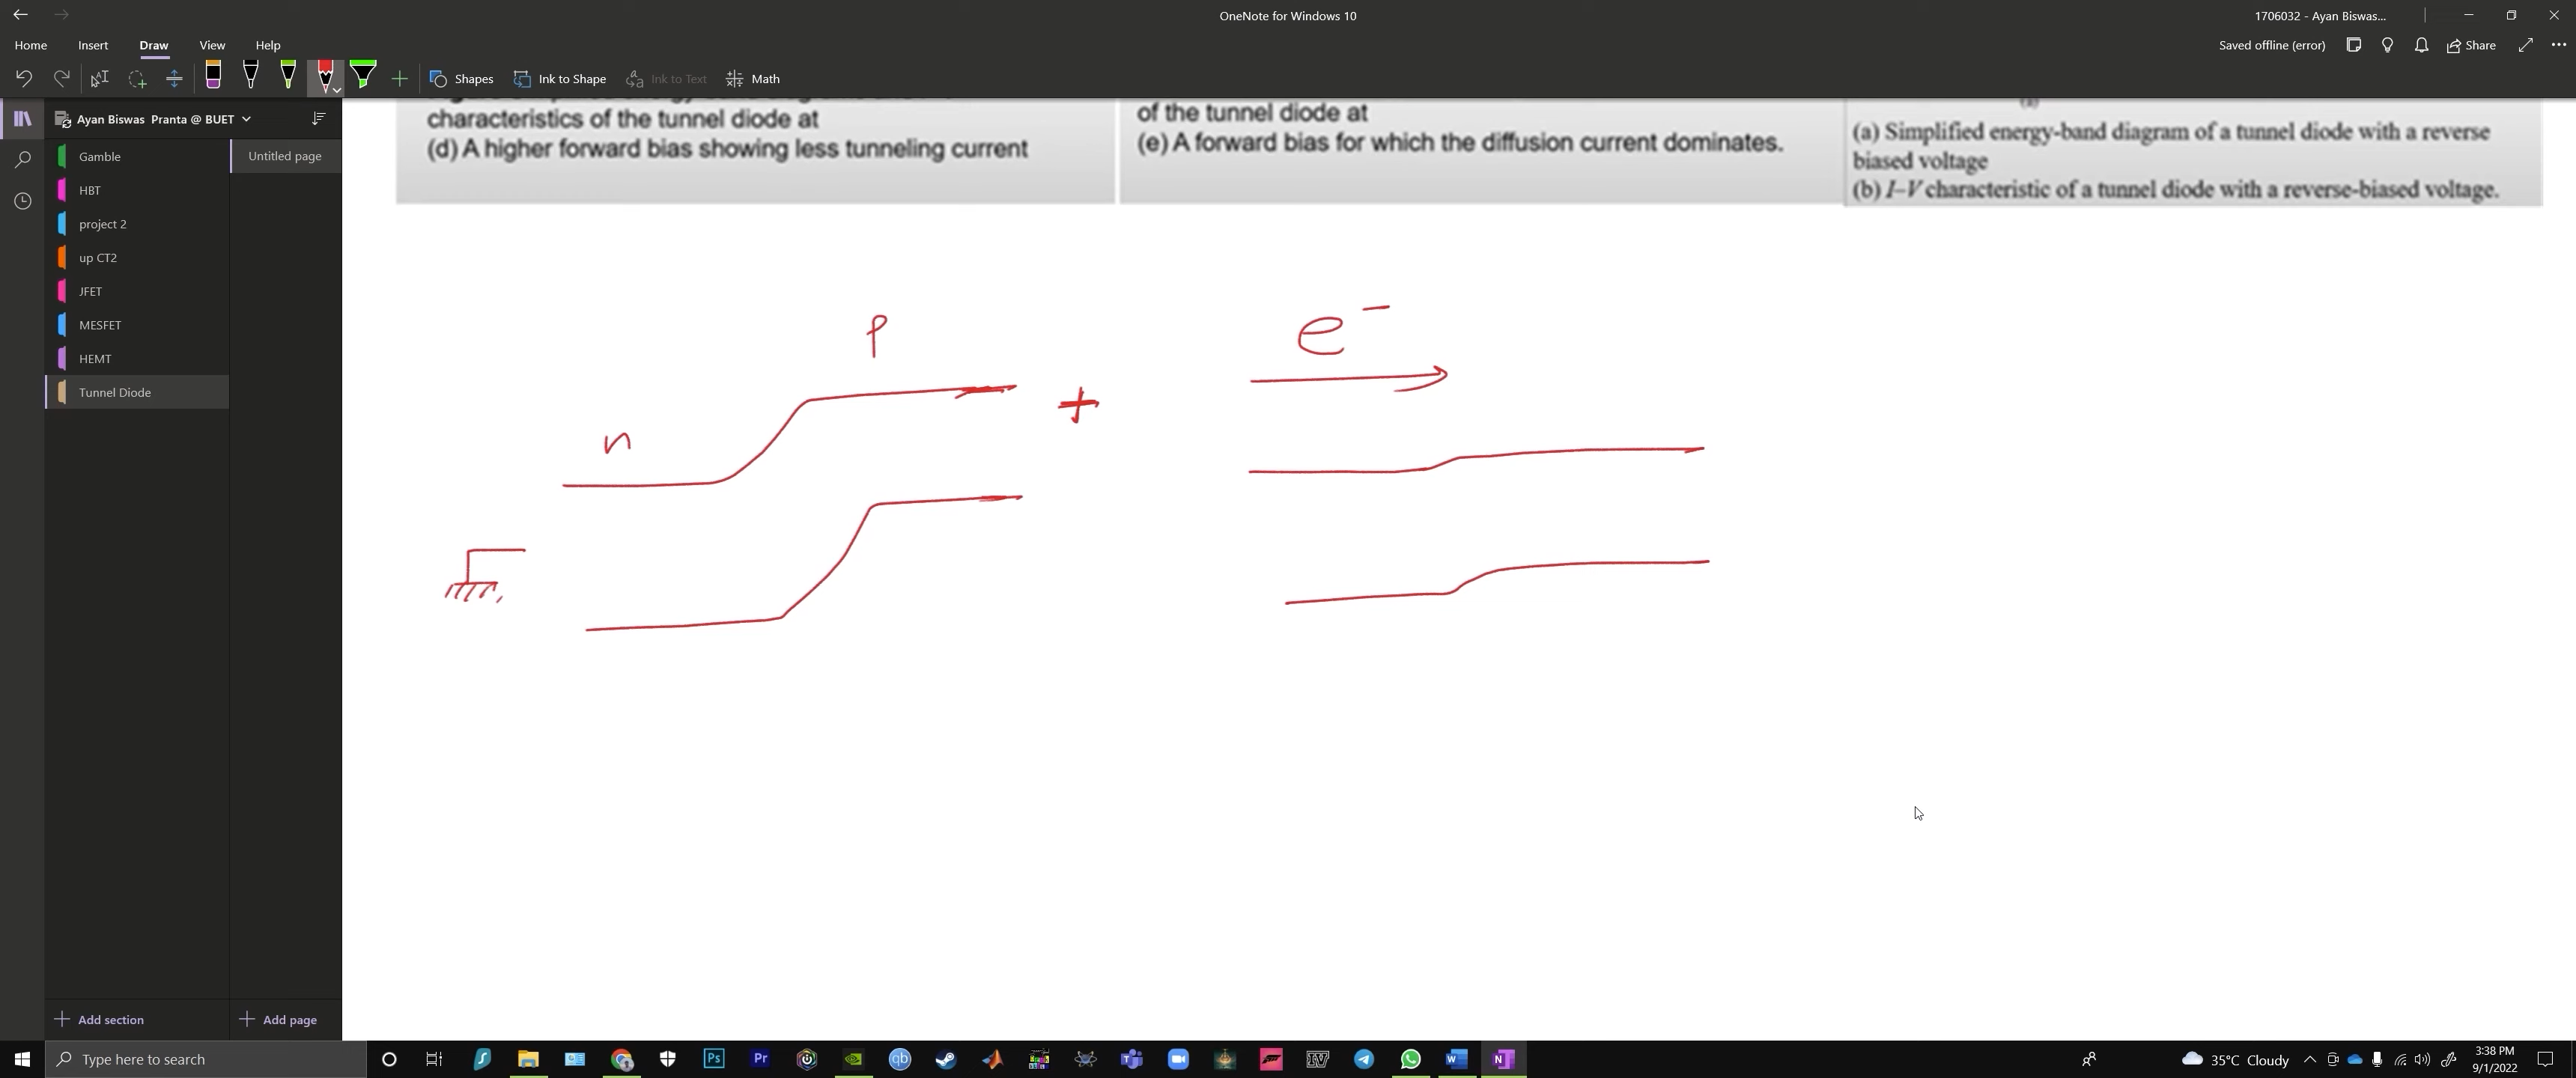 OneNote for Windows 10
1706032 - Ayan Biswas...
Home Insert Draw View Help
Saved offline (error)
Share
Shapes
Ink to Shape
Ink to Text
Math
Ayan Biswas Pranta @ BUET
Gamble
HBT
project 2
up CT2
JFET
MESFET
HEMT
Tunnel Diode
Untitled page
characteristics of the tunnel diode at
(d) A higher forward bias showing less tunneling current
of the tunnel diode at
(e) A forward bias for which the diffusion current dominates.
(a)
(a) Simplified energy-band diagram of a tunnel diode with a reverse
biased voltage
(b) I–V characteristic of a tunnel diode with a reverse-biased voltage.
P
n
+
e-
Add section
Add page
Type here to search
Ps
Pr
qb
IV
W
N
35°C Cloudy
3:38 PM
9/1/2022